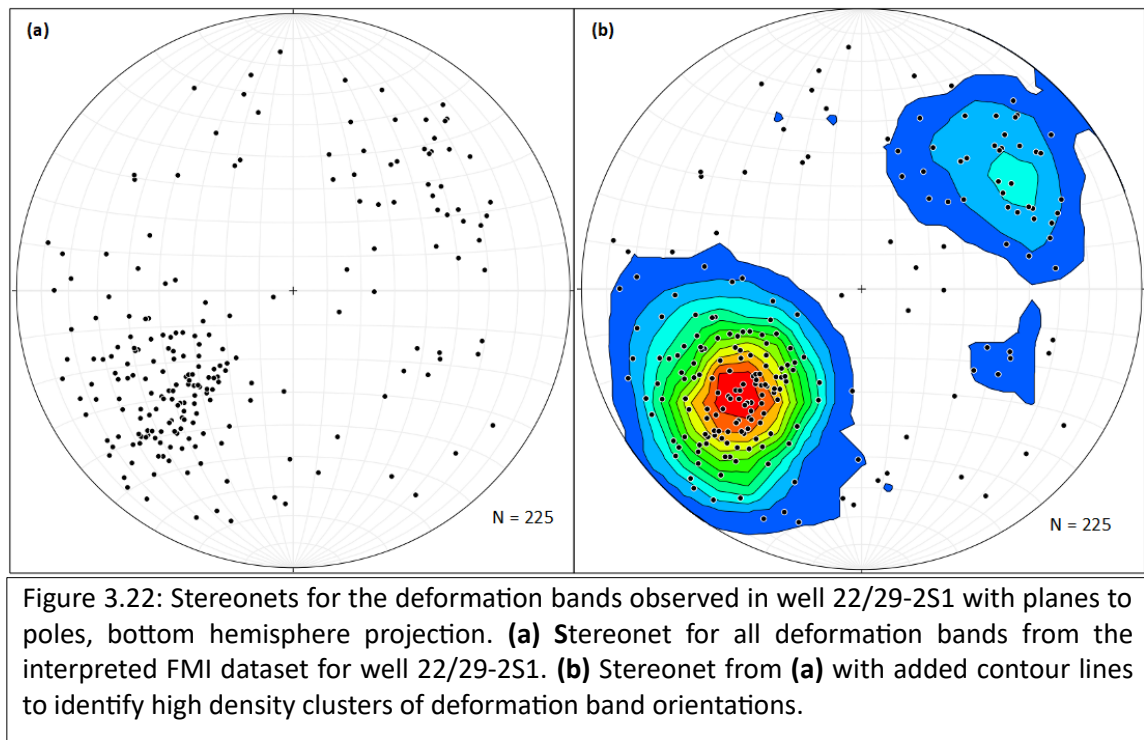 (a)
(b)
N = 225
N = 225
Figure 3.22: Stereonets for the deformation bands observed in well 22/29-2S1 with planes to
poles, bottom hemisphere projection. (a) Stereonet for all deformation bands from the
interpreted FMI dataset for well 22/29-2S1. (b) Stereonet from (a) with added contour lines
to identify high density clusters of deformation band orientations.